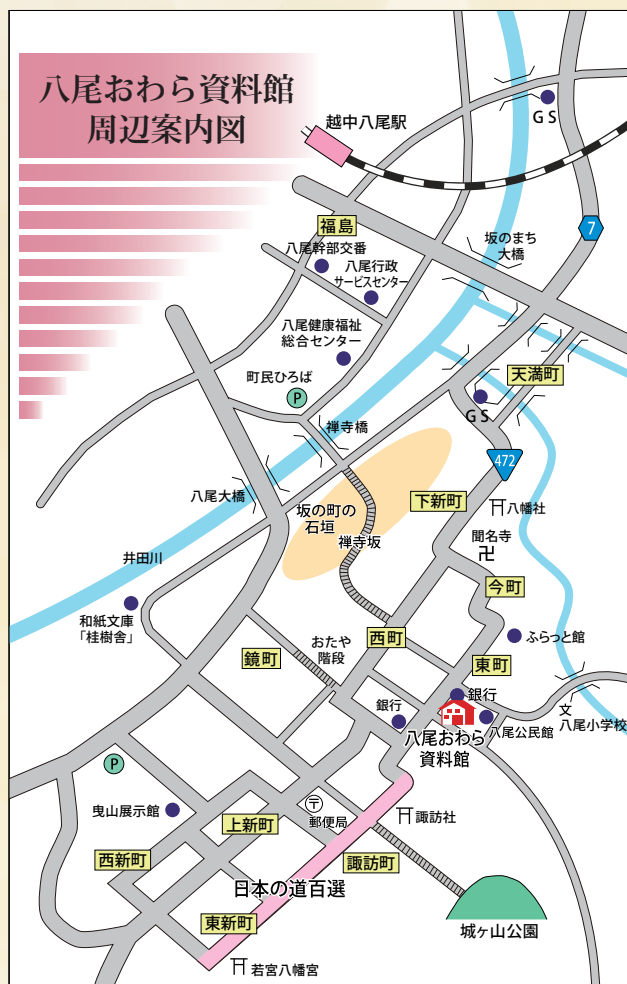 八尾おわら資料館
周辺案内図
越中八尾駅
GS
7
福島
八尾幹部交番
八尾行政
サービスセンター
坂のまち
大橋
八尾健康福祉
総合センター
町民ひろば
P
天満町
GS
禅寺橋
472
八尾大橋
坂の町の
石垣
下新町
八幡社
禅寺坂
聞名寺
卍
井田川
今町
和紙文庫
「桂樹舎」
西町
ふらっと館
おたや
階段
鏡町
東町
銀行
銀行
文
八尾小学校
八尾公民館
八尾おわら
資料館
P
曳山展示館
〒
郵便局
諏訪社
上新町
西新町
諏訪町
日本の道百選
東新町
城ヶ山公園
若宮八幡宮